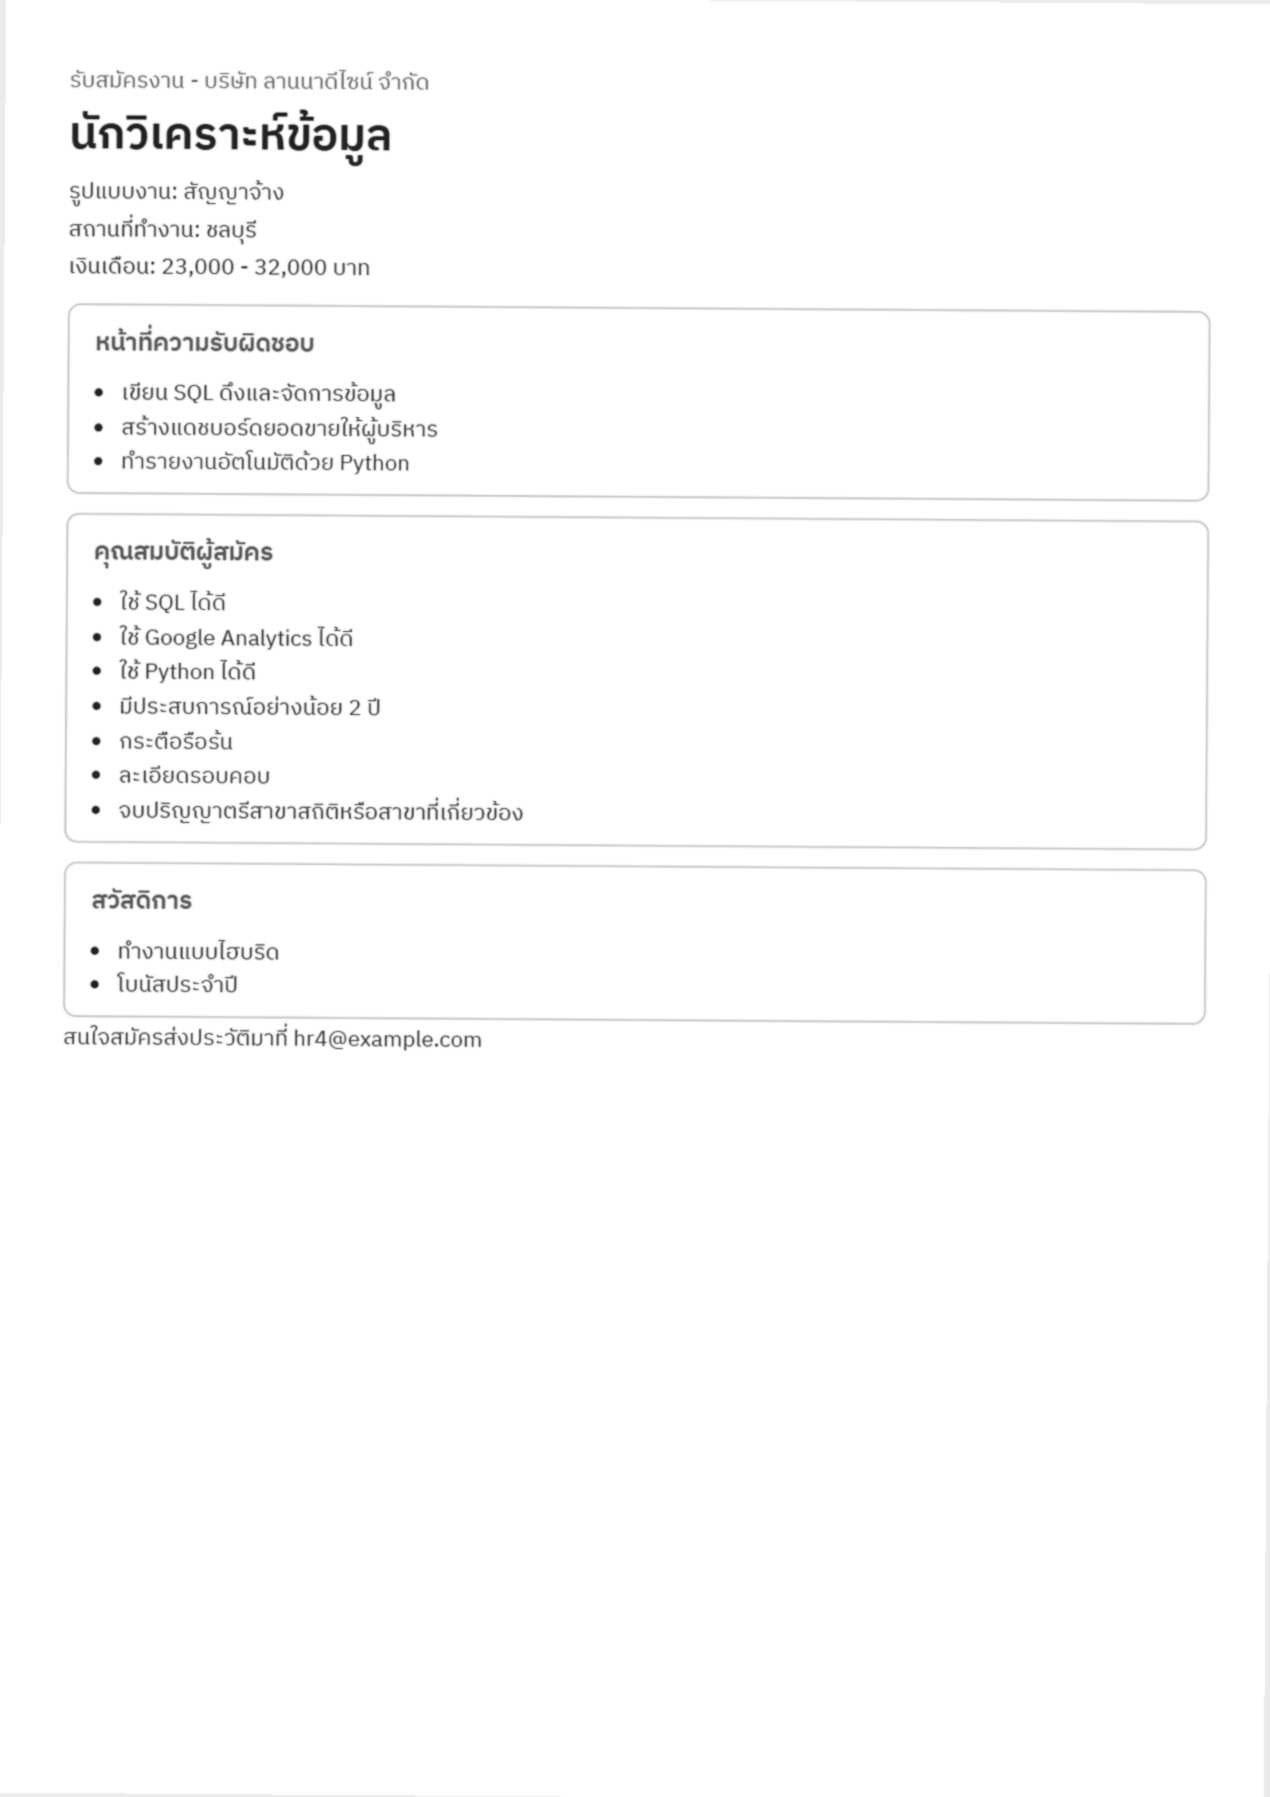 รับสมัครงาน - บริษัท ลานนาดีไซน์ จำกัด
นักวิเคราะห์ข้อมูล
รูปแบบงาน: สัญญาจ้าง
สถานที่ทำงาน: ชลบุรี
เงินเดือน: 23,000 - 32,000 บาท
หน้าที่ความรับผิดชอบ
• เขียน SQL ดึงและจัดการข้อมูล
• สร้างแดชบอร์ดยอดขายให้ผู้บริหาร
• ทำรายงานอัตโนมัติด้วย Python
คุณสมบัติผู้สมัคร
• ใช้ SQL ได้ดี
• ใช้ Google Analytics ได้ดี
• ใช้ Python ได้ดี
• มีประสบการณ์อย่างน้อย 2 ปี
• กระตือรือร้น
• ละเอียดรอบคอบ
• จบปริญญาตรีสาขาสถิติหรือสาขาที่เกี่ยวข้อง
สวัสดิการ
• ทำงานแบบไฮบริด
• โบนัสประจำปี
สนใจสมัครส่งประวัติมาที่ hr4@example.com